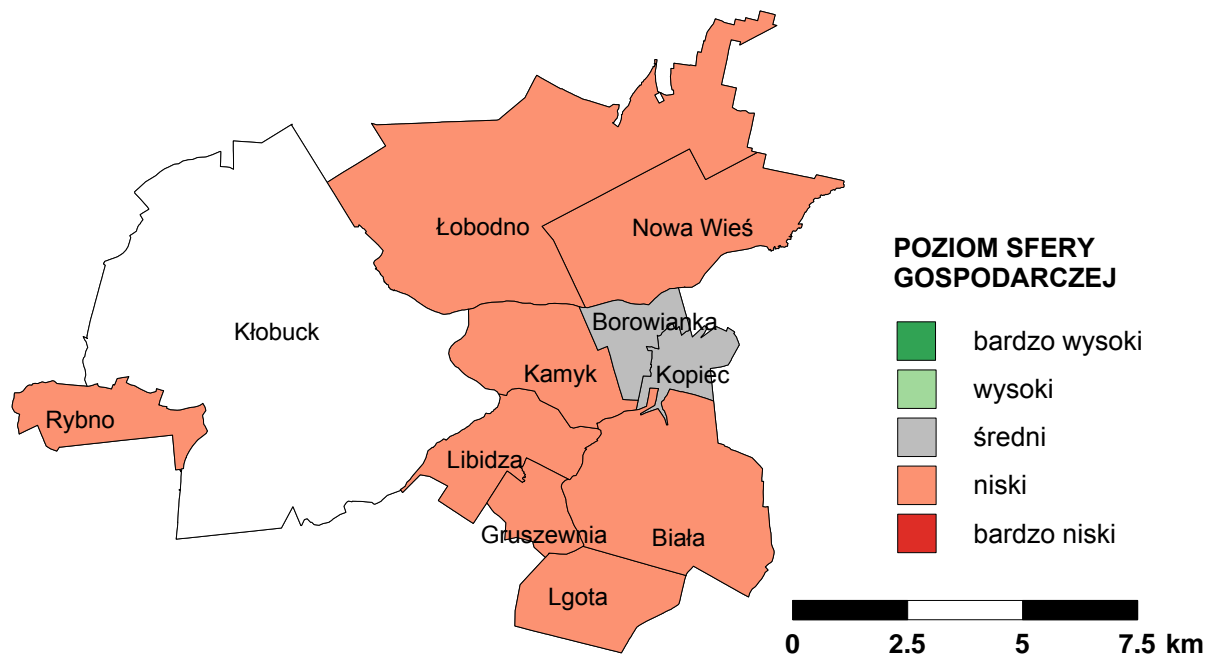 Łobodno
Nowa Wieś
Kłobuck
Borowianka
Kamyk
Kopiec
Rybno
Libidza
Gruszewnia
Biała
Lgota
POZIOM SFERY
GOSPODARCZEJ
bardzo wysoki
wysoki
średni
niski
bardzo niski
0 2.5 5 7.5 km